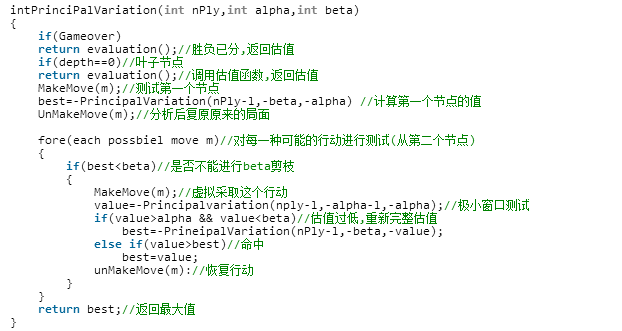 intPrinciPalVariation(int nPly,int alpha,int beta)
{
    if(Gameover)
    return evaluation();//胜负已分,返回估值
    if(depth==0)//叶子节点
    return evaluation();//调用估值函数,返回估值
    MakeMove(m);//测试第一个节点
    best=-PrincipalVariation(nPly-l,-beta,-alpha) //计算第一个节点的值
    UnMakeMove(m);//分析后复原原来的局面

    fore(each possbiel move m)//对每一种可能的行动进行测试(从第二个节点)
    {
        if(best<beta)//是否不能进行beta剪枝
        {
            MakeMove(m);//虚拟采取这个行动
            value=-Principalvariation(nply-l,-alpha-l,-alpha);//极小窗口测试
            if(value>alpha && value<beta)//估值过低,重新完整估值
                best=-PrineipalVariation(nPly-l,-beta,-value);
            else if(value>best)//命中
                best=value;
            unMakeMove(m)://恢复行动
        }
    }
    return best;//返回最大值
}